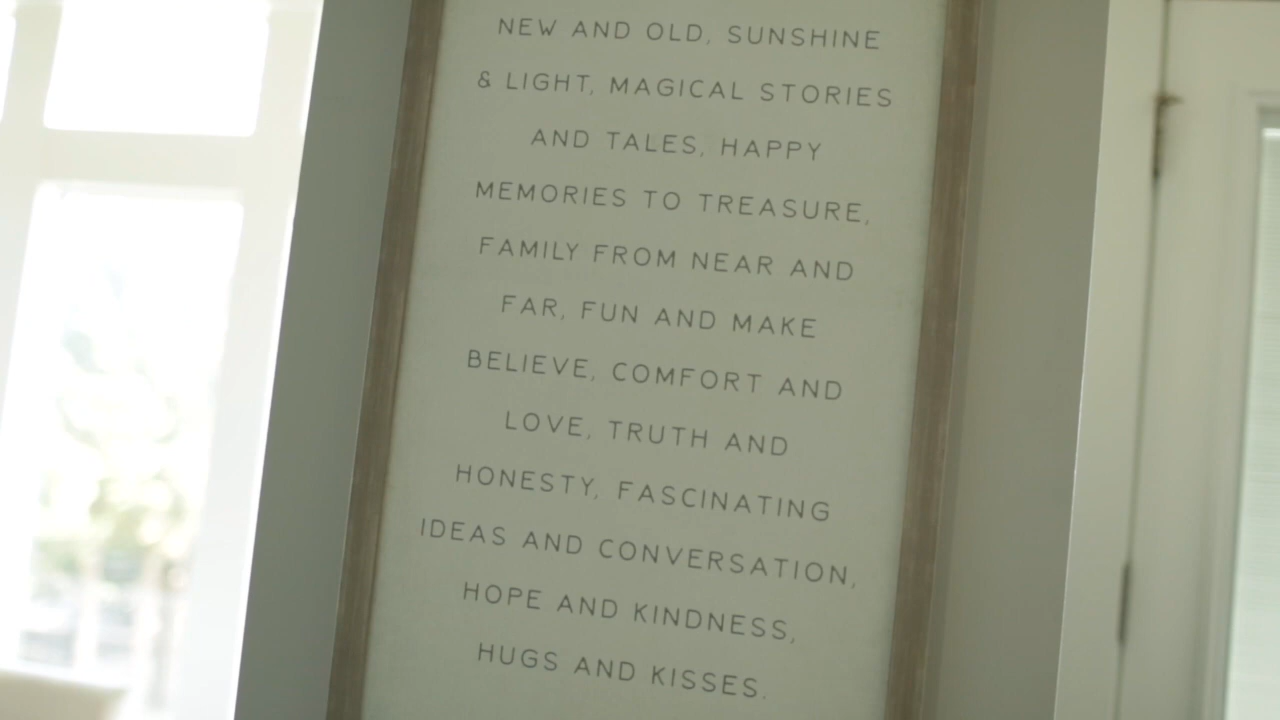 NEW AND OLD, SUNSHINE
& LIGHT, MAGICAL STORIES
AND TALES, HAPPY
MEMORIES TO TREASURE,
FAMILY FROM NEAR AND
FAR, FUN AND MAKE
BELIEVE, COMFORT AND
LOVE, TRUTH AND
HONESTY, FASCINATING
IDEAS AND CONVERSATION,
HOPE AND KINDNESS,
HUGS AND KISSES.